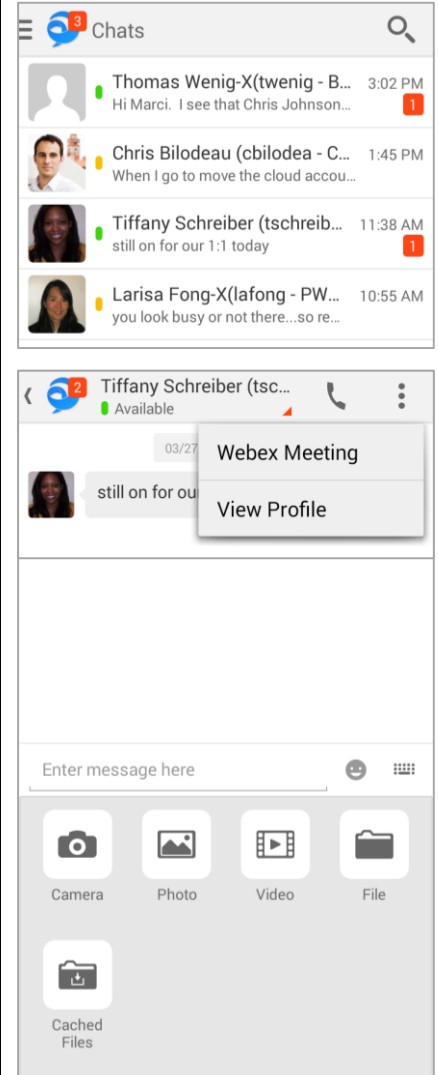 3
Chats
Thomas Wenig-X(twenig - B... 3:02 PM
Hi Marci. I see that Chris Johnson... 1
Chris Bilodeau (cbilodea - C... 1:45 PM
When I go to move the cloud accou...
Tiffany Schreiber (tschreib... 11:38 AM
still on for our 1:1 today 1
Larisa Fong-X(lafong - PW... 10:55 AM
you look busy or not there...so re...
2
Tiffany Schreiber (tsc...
Available
03/27
Webex Meeting
still on for ou
View Profile
Enter message here
Camera Photo Video File
Cached
Files